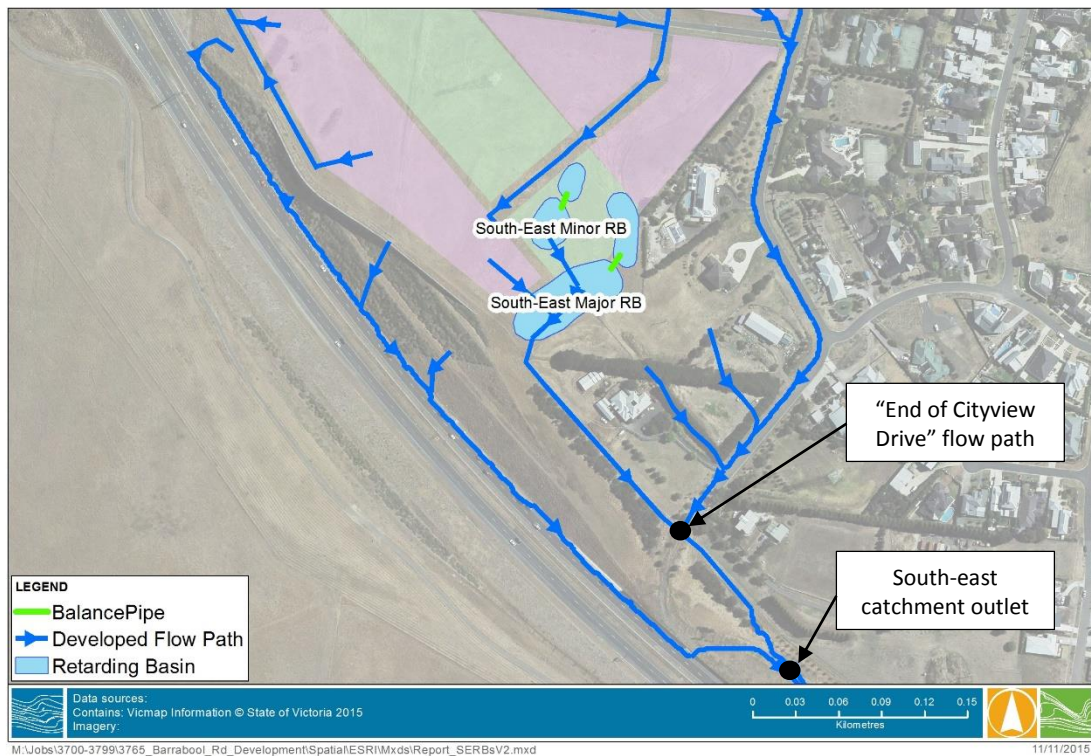 South-East Minor RB
South-East Major RB
“End of Cityview
Drive” flow path
South-east
catchment outlet
LEGEND
BalancePipe
Developed Flow Path
Retarding Basin
Data sources:
Contains: Vicmap Information © State of Victoria 2015
Imagery:
0 0.03 0.06 0.09 0.12 0.15
Kilometres
M:\Jobs\3700-3799\3765_Barrabool_Rd_Development\Spatial\ESRI\Mxds\Report_SERBsV2.mxd
11/11/2015